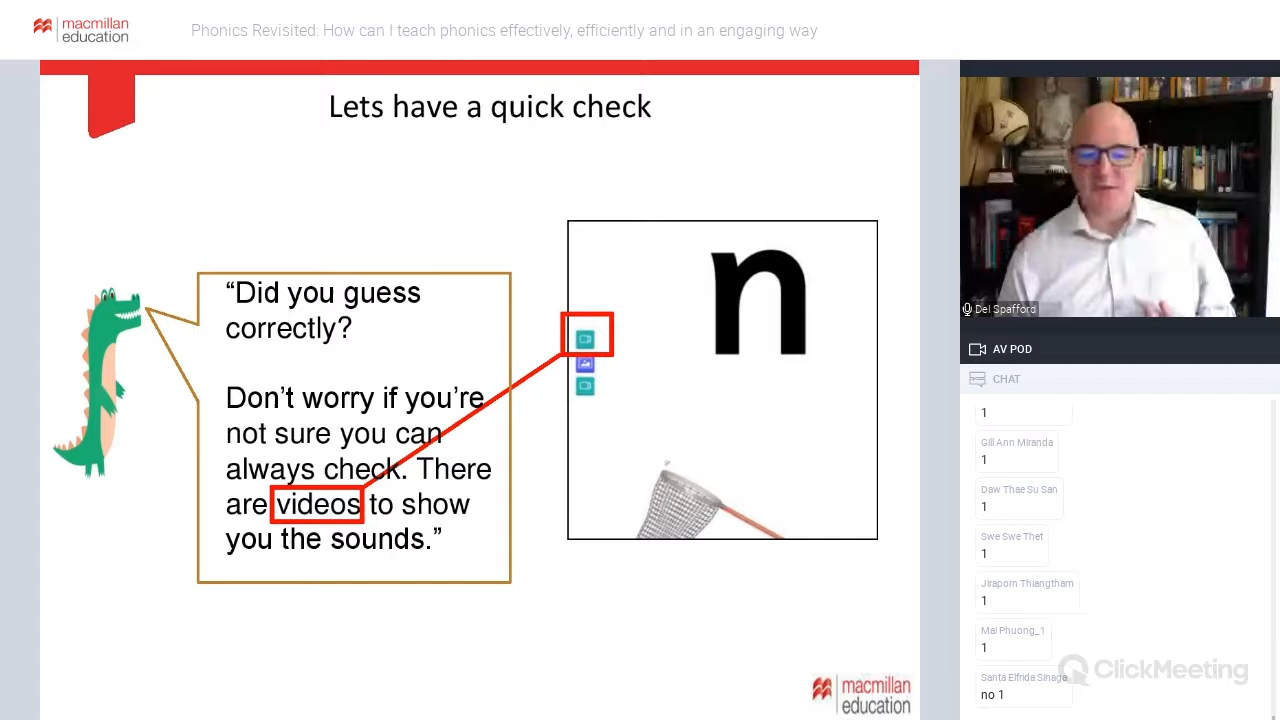 macmillan
education
Phonics Revisited: How can I teach phonics effectively, efficiently and in an engaging way
Lets have a quick check
“Did you guess
correctly?
Don’t worry if you’re
not sure you can
always check. There
are videos to show
you the sounds.”
n
macmillan
education
Del Spafford
AV POD
CHAT
1
Gill Ann Miranda
1
Daw Thae Su San
1
Swe Swe Thet
1
Jiraporn Thiangtham
1
Mai Phuong_1
1
Santa Elfrida Sinaga
no 1
ClickMeeting